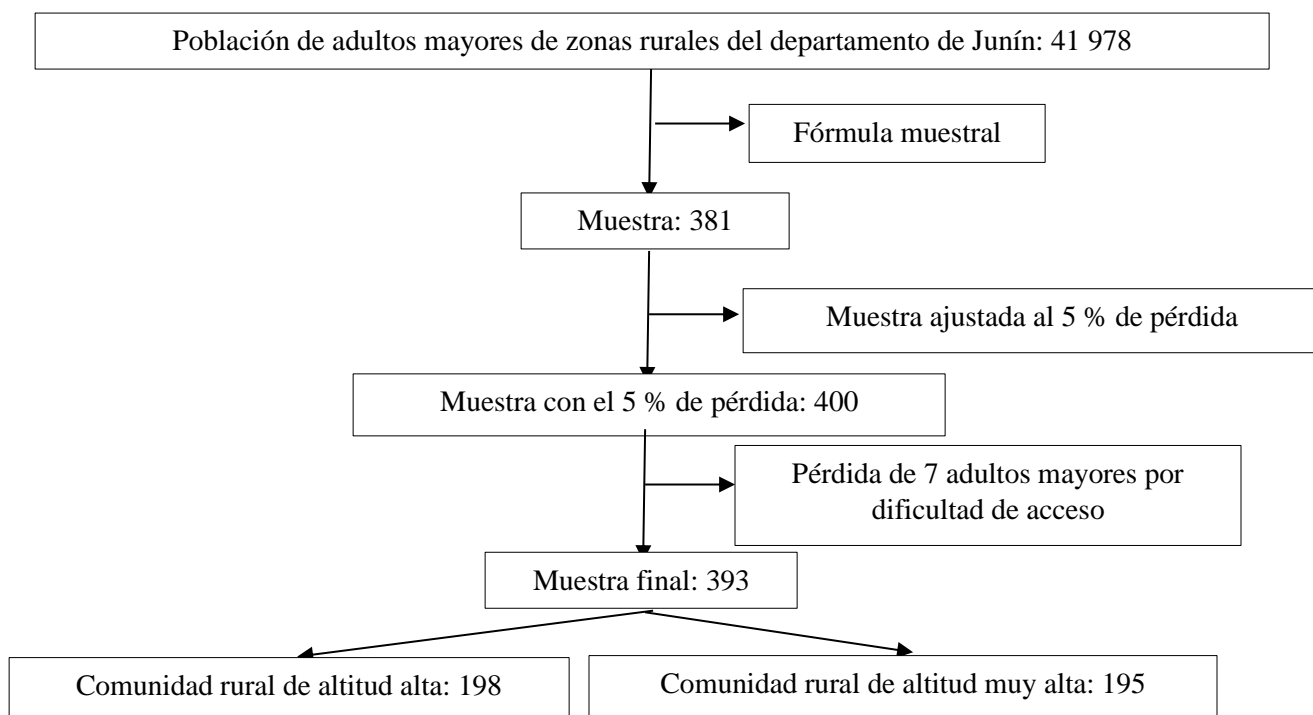 Población de adultos mayores de zonas rurales del departamento de Junín: 41 978
Fórmula muestral
Muestra: 381
Muestra ajustada al 5 % de pérdida
Muestra con el 5 % de pérdida: 400
Pérdida de 7 adultos mayores por
dificultad de acceso
Muestra final: 393
Comunidad rural de altitud alta: 198
Comunidad rural de altitud muy alta: 195